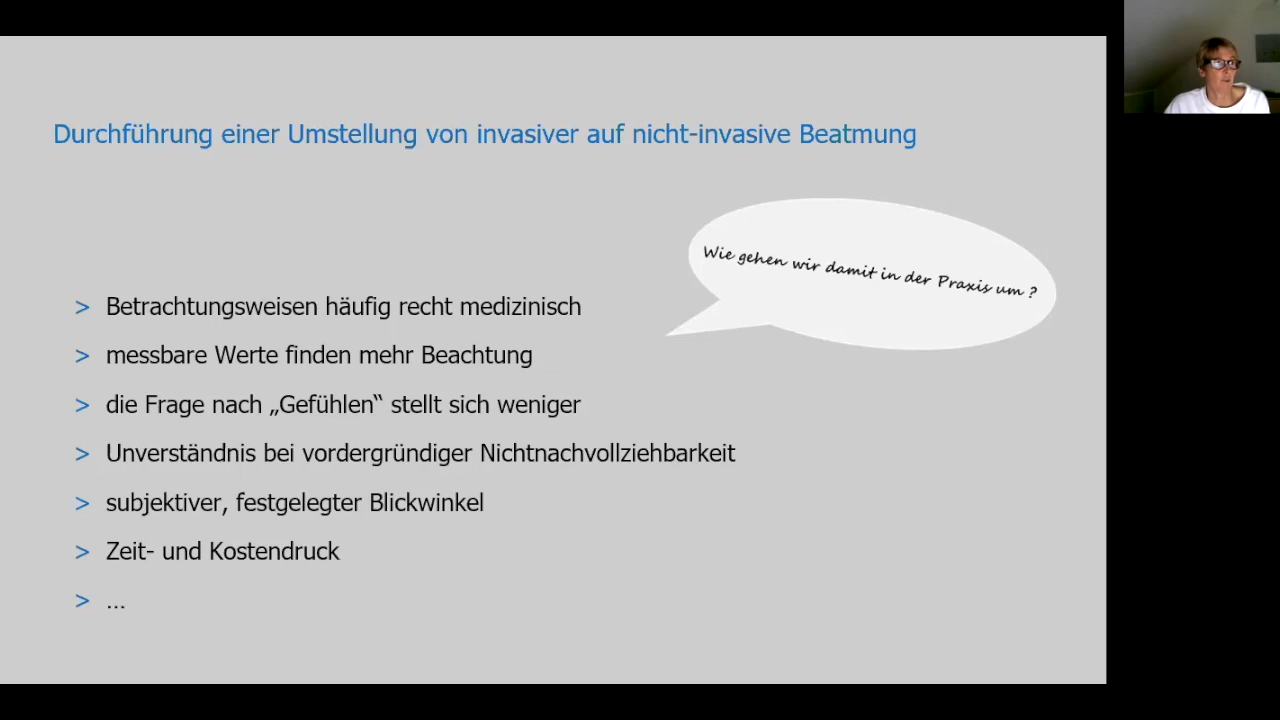 Durchführung einer Umstellung von invasiver auf nicht-invasive Beatmung
Wie gehen wir damit in der Praxis um ?
> Betrachtungsweisen häufig recht medizinisch
> messbare Werte finden mehr Beachtung
> die Frage nach „Gefühlen“ stellt sich weniger
> Unverständnis bei vordergründiger Nichtnachvollziehbarkeit
> subjektiver, festgelegter Blickwinkel
> Zeit- und Kostendruck
> ...